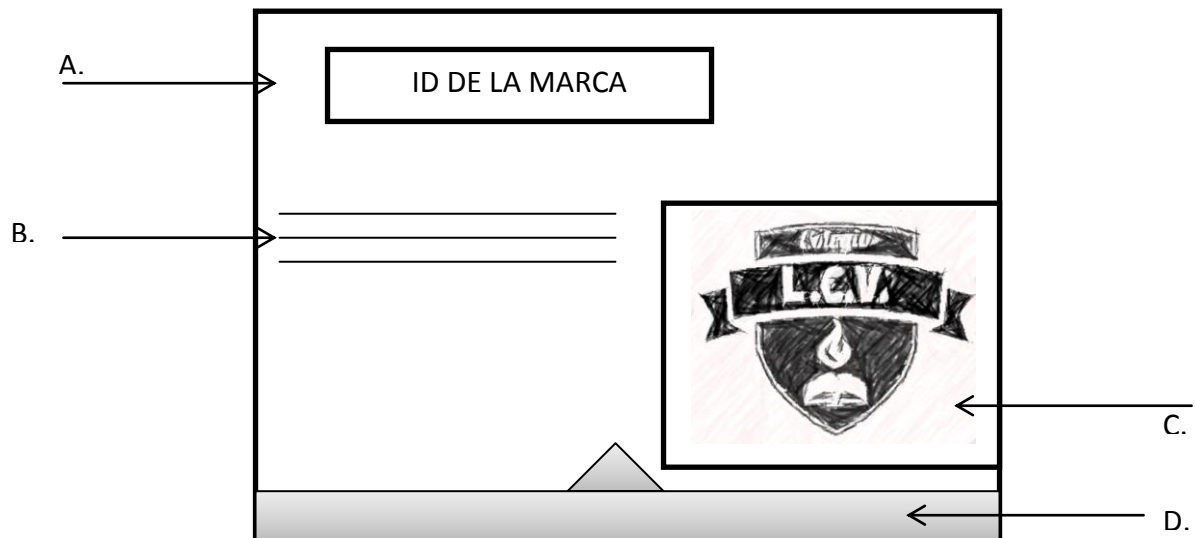 A.
ID DE LA MARCA
B.
Colegio
L.C.V.
C.
D.